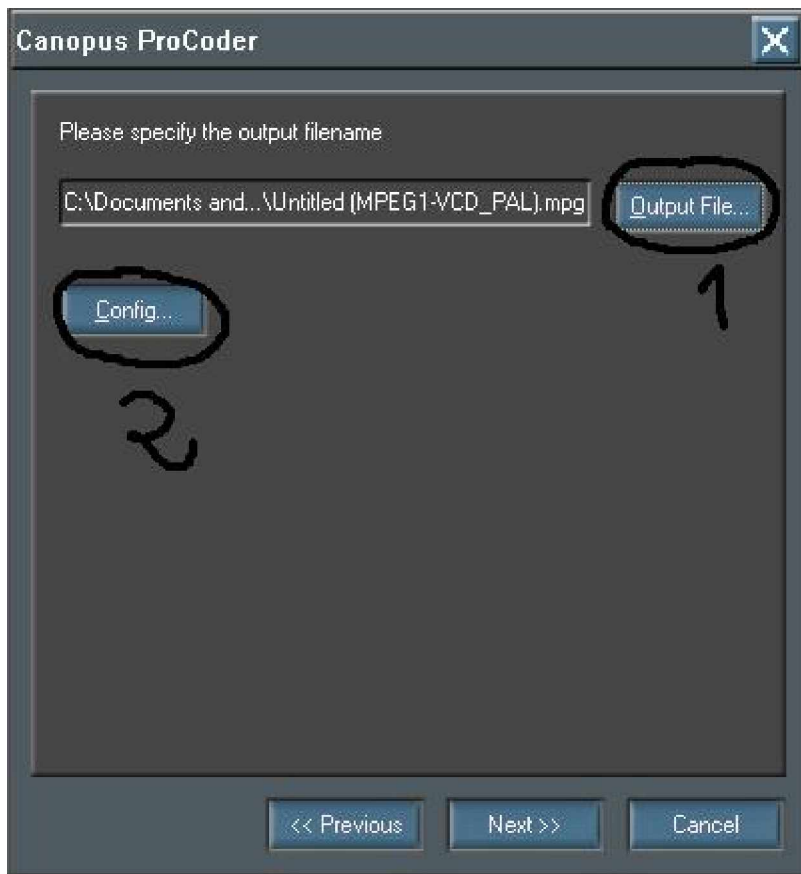 Canopus ProCoder
Please specify the output filename
C:\Documents and...\Untitled (MPEG1-VCD_PAL).mpg
Output File...
1
Config...
2
<< Previous
Next >>
Cancel